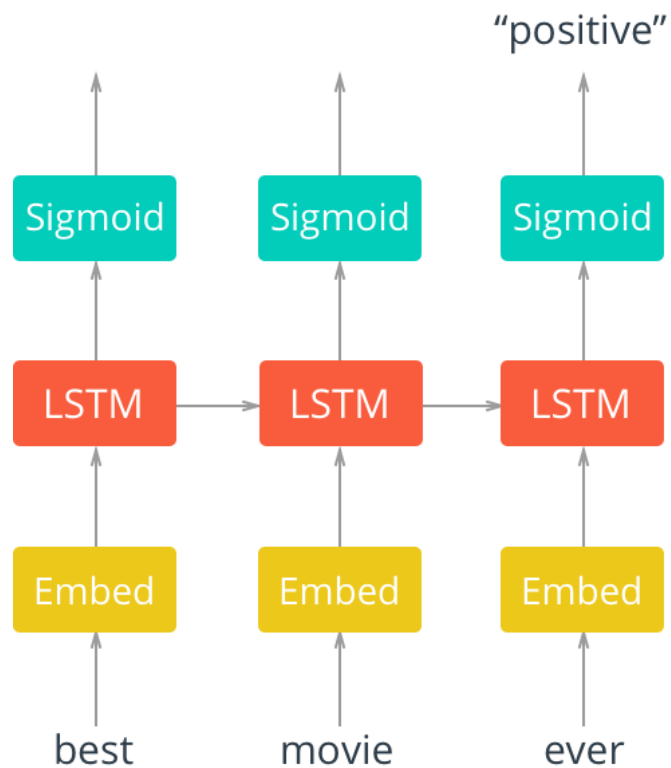 “positive”
Sigmoid Sigmoid Sigmoid
LSTM LSTM LSTM
Embed Embed Embed
best movie ever